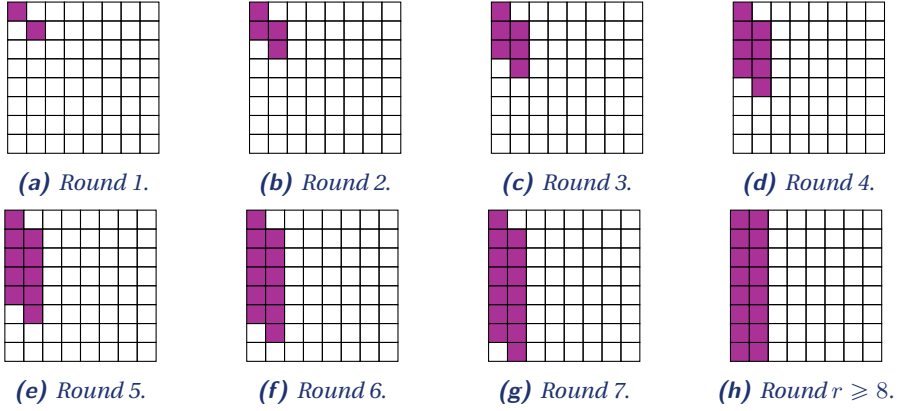 (a) Round 1. (b) Round 2. (c) Round 3. (d) Round 4.
(e) Round 5. (f) Round 6. (g) Round 7. (h) Round r ⩾ 8.